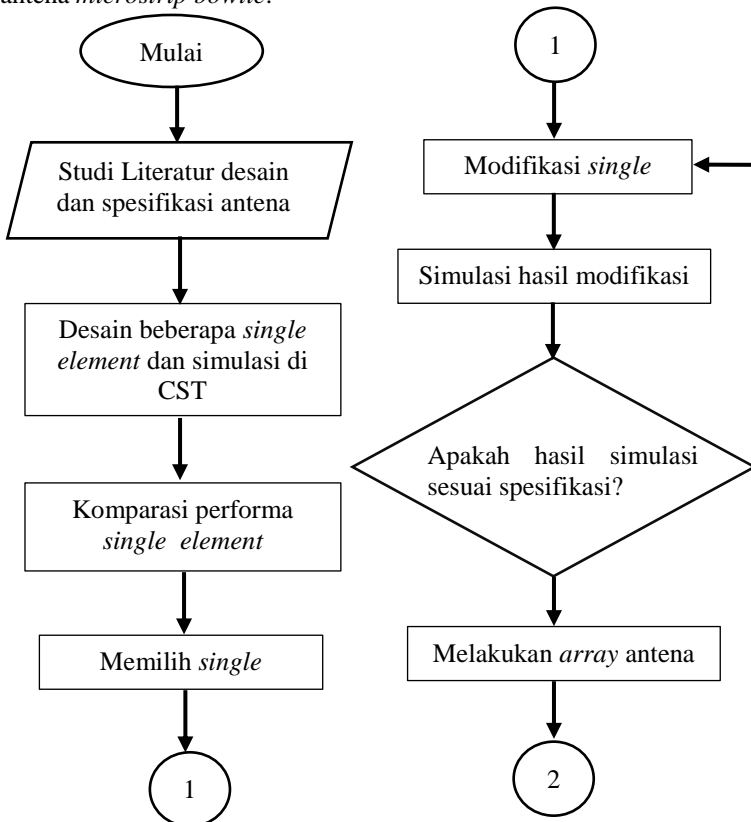 antena microstrip bowtie.
Mulai
Studi Literatur desain
dan spesifikasi antena
Desain beberapa single
element dan simulasi di
CST
Komparasi performa
single element
Memilih single
1
1
Modifikasi single
Simulasi hasil modifikasi
Apakah hasil simulasi
sesuai spesifikasi?
Melakukan array antena
2